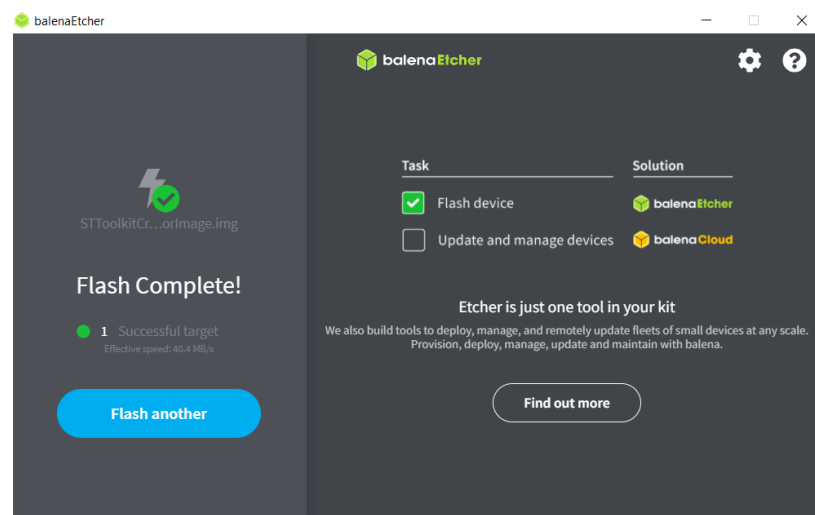 balenaEtcher
balenaEtcher
STToolkitCr...orImage.img
Flash Complete!
1 Successful target
Effective speed: 40.4 MB/s
Flash another
Task Solution
Flash device balenaEtcher
Update and manage devices balenaCloud
Etcher is just one tool in your kit
We also build tools to deploy, manage, and remotely update fleets of small devices at any scale.
Provision, deploy, manage, update and maintain with balena.
Find out more